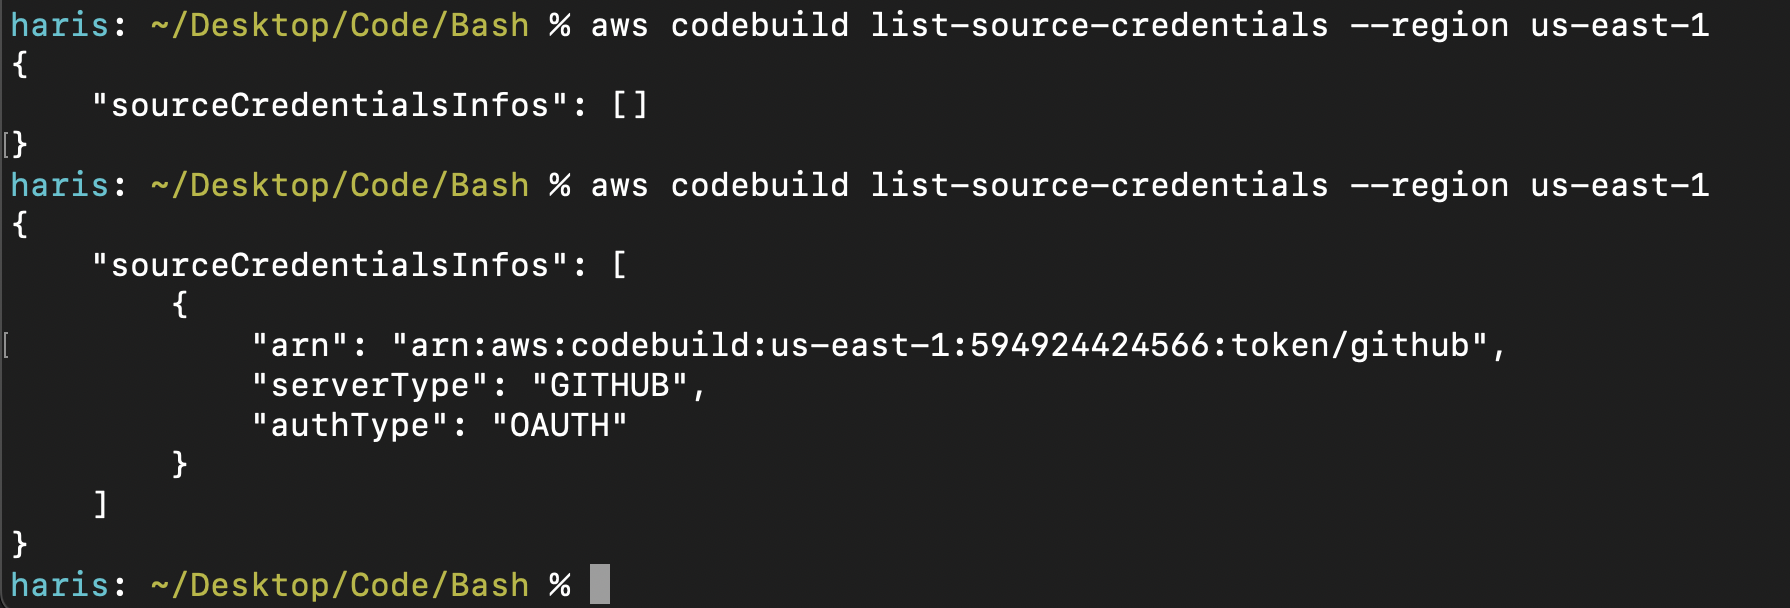 haris: ~/Desktop/Code/Bash % aws codebuild list-source-credentials --region us-east-1
{
    "sourceCredentialsInfos": []
[}
haris: ~/Desktop/Code/Bash % aws codebuild list-source-credentials --region us-east-1
{
    "sourceCredentialsInfos": [
        {
[            "arn": "arn:aws:codebuild:us-east-1:594924424566:token/github",
            "serverType": "GITHUB",
            "authType": "OAUTH"
        }
    ]
}
haris: ~/Desktop/Code/Bash %